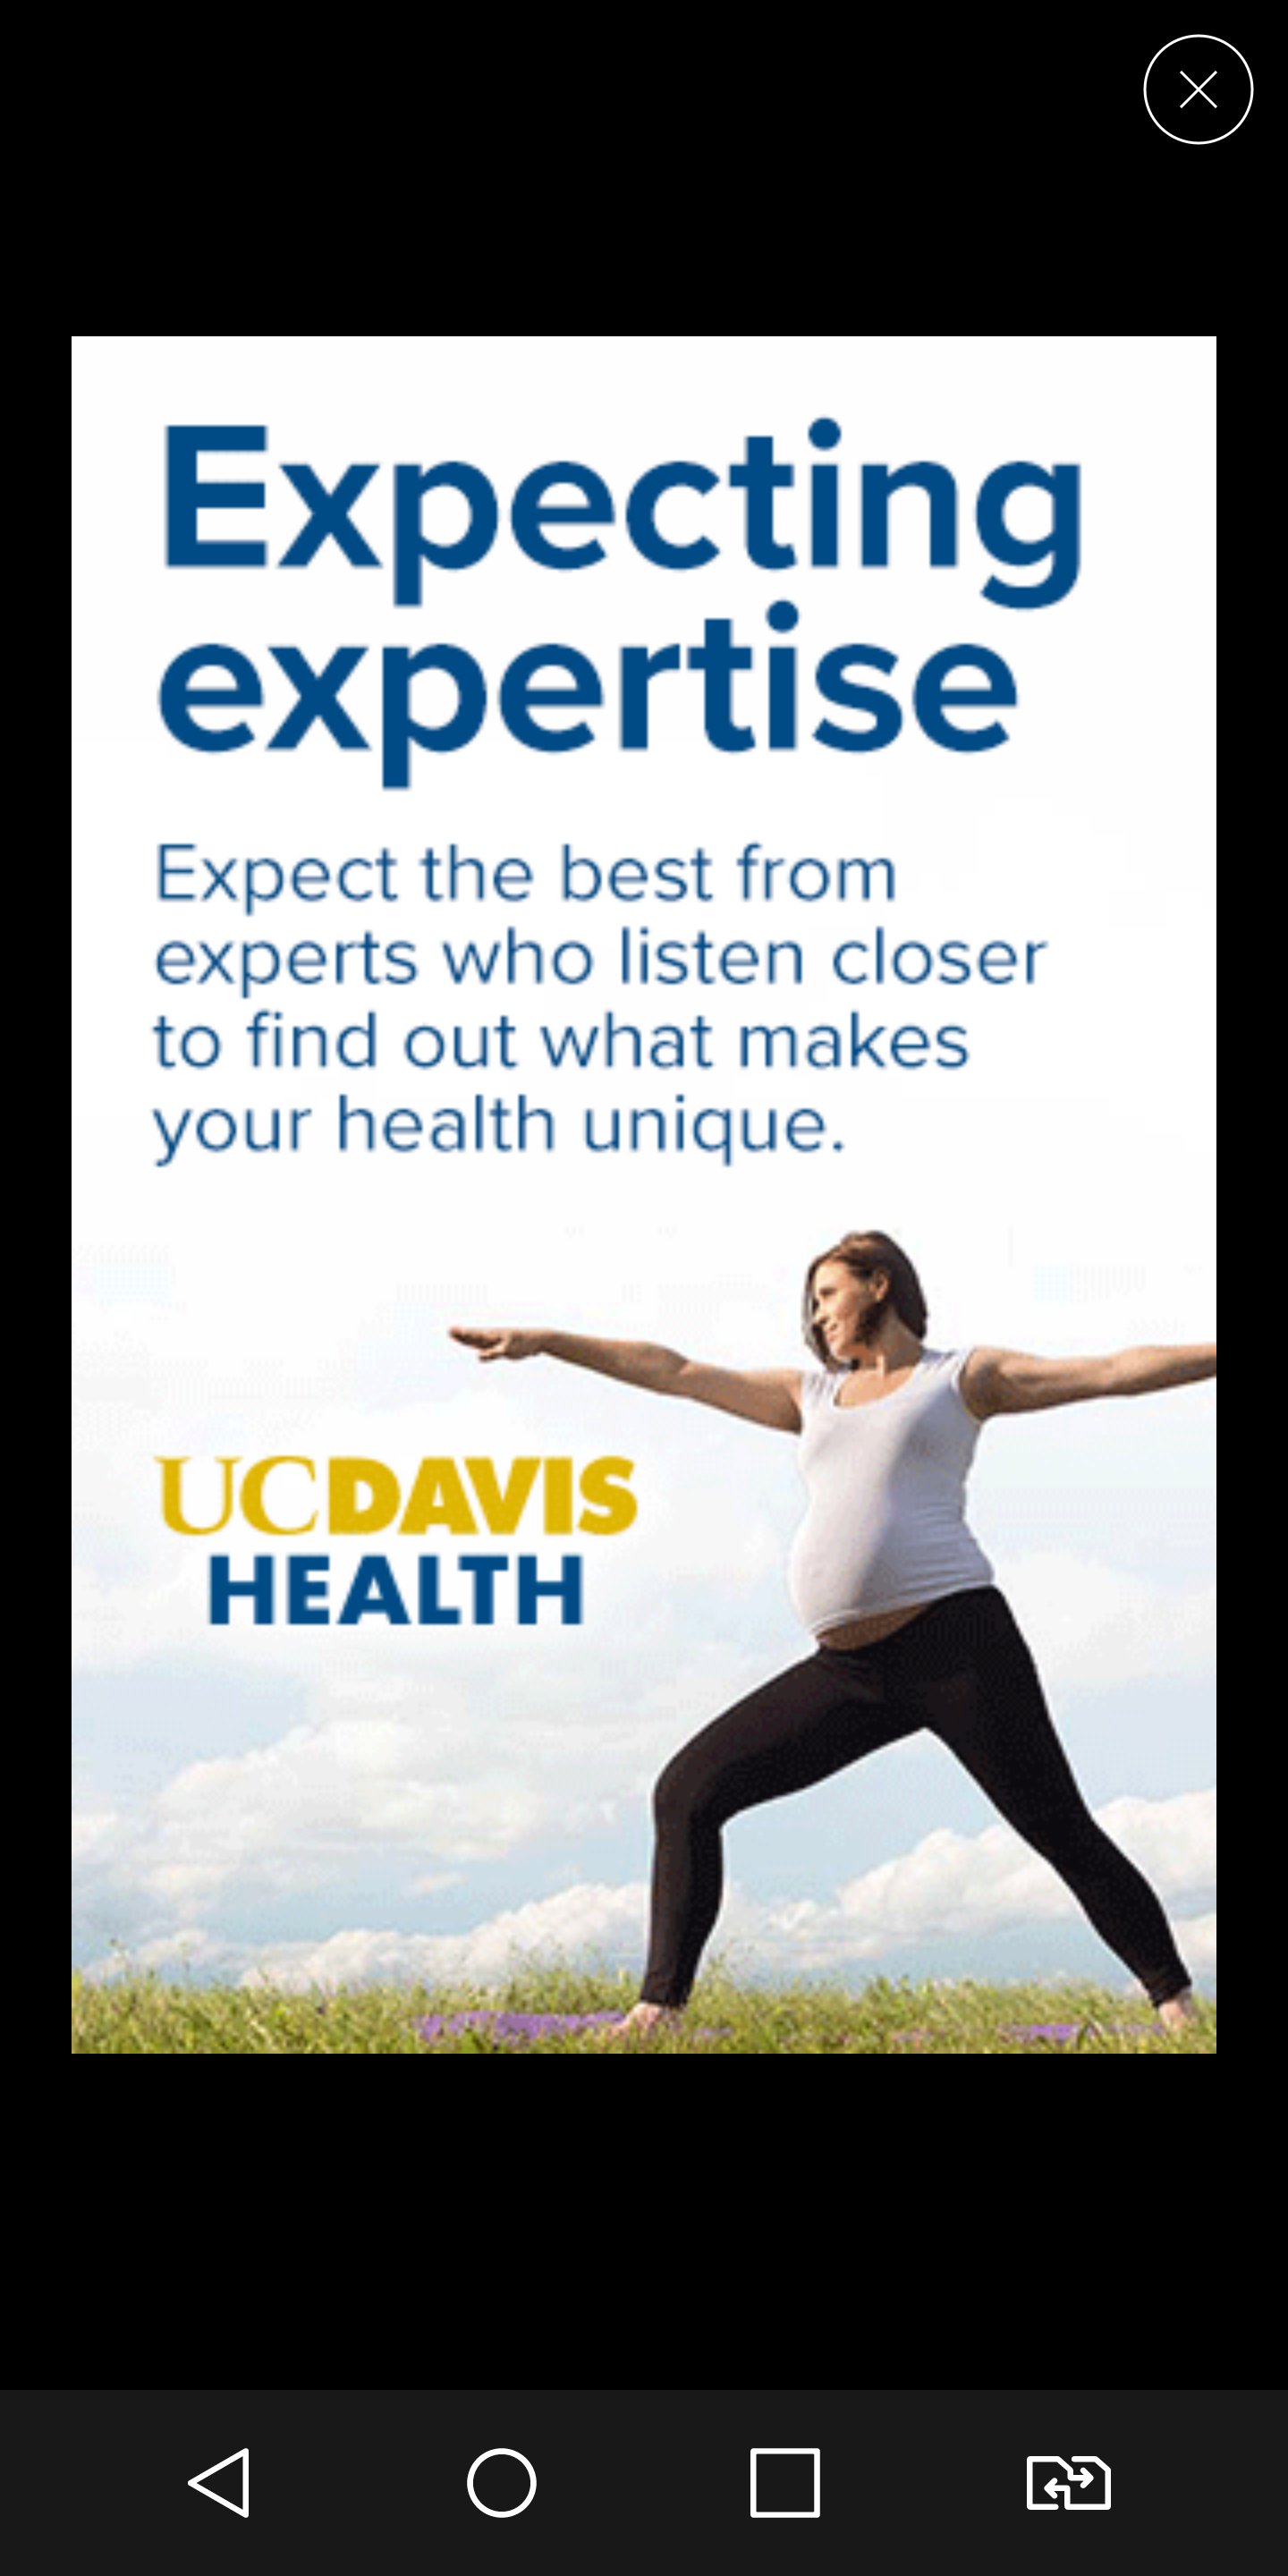 Expecting
expertise
Expect the best from
experts who listen closer
to find out what makes
your health unique.
UCDAVIS
HEALTH